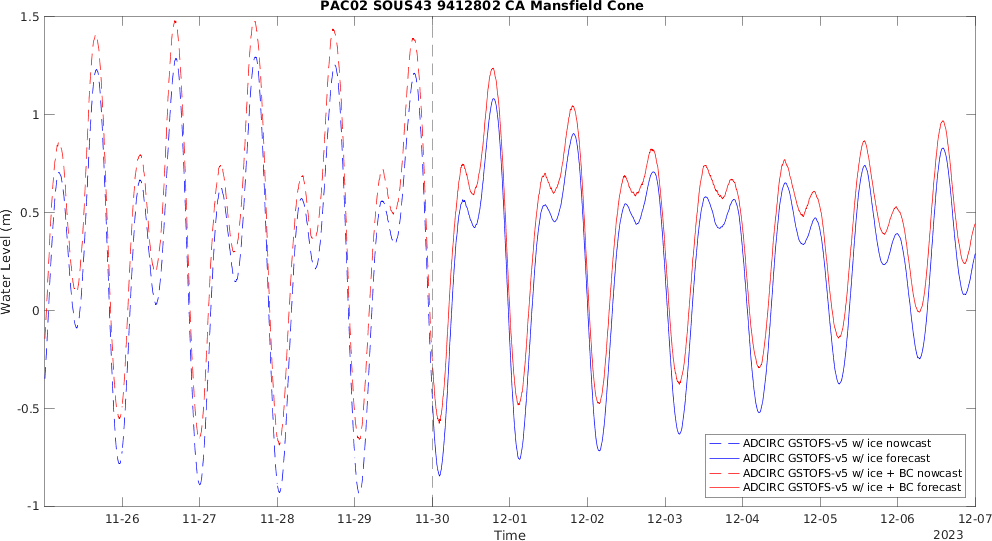 PAC02 SOUS43 9412802 CA Mansfield Cone
Water Level (m)
1.5
1
0.5
0
-0.5
-1
11-26 11-27 11-28 11-29 11-30 12-01 12-02 12-03 12-04 12-05 12-06 12-07
Time
2023
ADCIRC GSTOFS-v5 w/ ice nowcast
ADCIRC GSTOFS-v5 w/ ice forecast
ADCIRC GSTOFS-v5 w/ ice + BC nowcast
ADCIRC GSTOFS-v5 w/ ice + BC forecast